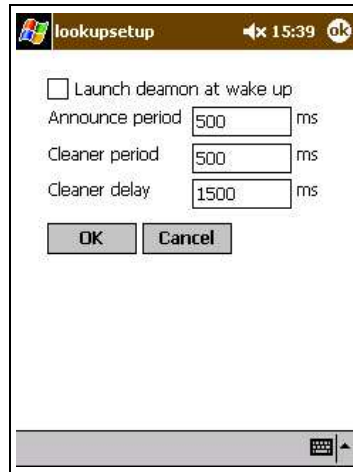 lookupsetup 15:39 ok
Launch deamon at wake up
Announce period 500 ms
Cleaner period 500 ms
Cleaner delay 1500 ms
OK Cancel